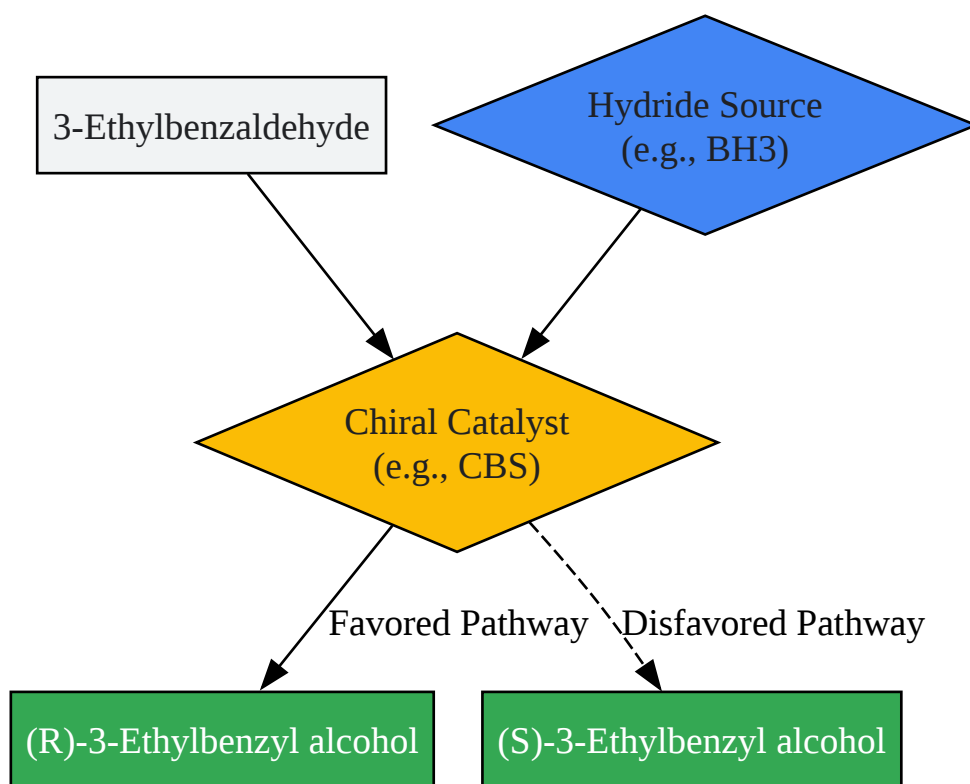 3-Ethylbenzaldehyde
Hydride Source
(e.g., BH3)
Chiral Catalyst
(e.g., CBS)
Favored Pathway
Disfavored Pathway
(R)-3-Ethylbenzyl alcohol
(S)-3-Ethylbenzyl alcohol